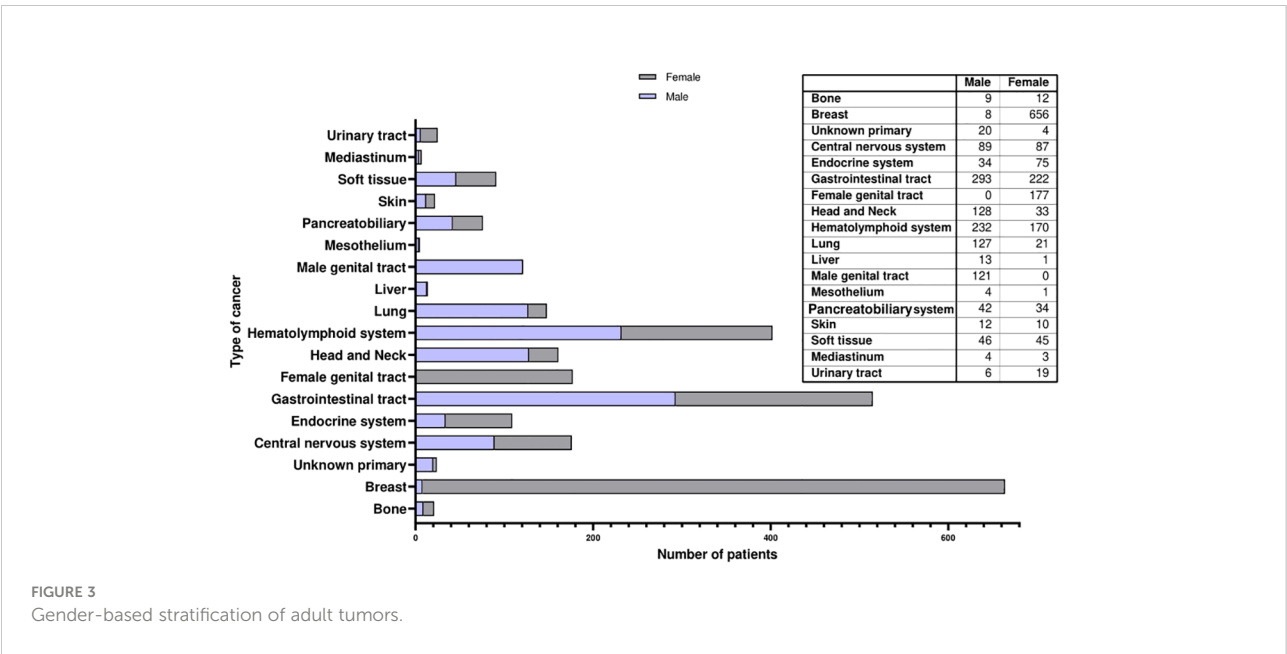 Female
Male
Male Female
Bone 9 12
Breast 8 656
Unknown primary 20 4
Central nervous system 89 87
Endocrine system 34 75
Gastrointestinal tract 293 222
Female genital tract 0 177
Head and Neck 128 33
Hematolymphoid system 232 170
Lung 127 21
Liver 13 1
Male genital tract 121 0
Mesothelium 4 1
Pancreatobiliary system 42 34
Skin 12 10
Soft tissue 46 45
Mediastinum 4 3
Urinary tract 6 19
Type of cancer
Urinary tract
Mediastinum
Soft tissue
Skin
Pancreatobiliary
Mesothelium
Male genital tract
Liver
Lung
Hematolymphoid system
Head and Neck
Female genital tract
Gastrointestinal tract
Endocrine system
Central nervous system
Unknown primary
Breast
Bone
0 200 400 600
Number of patients
FIGURE 3
Gender-based stratification of adult tumors.